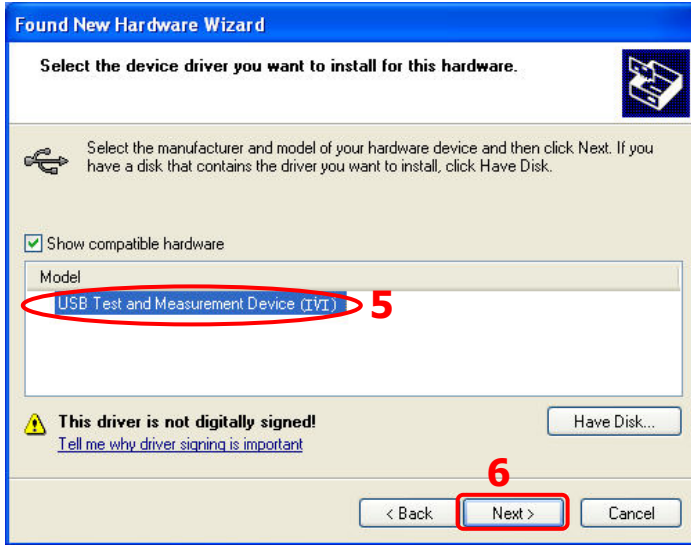 Found New Hardware Wizard
Select the device driver you want to install for this hardware.
Select the manufacturer and model of your hardware device and then click Next. If you
have a disk that contains the driver you want to install, click Have Disk.
Show compatible hardware
Model
USB Test and Measurement Device (IVI)
5
This driver is not digitally signed!
Have Disk...
Tell me why driver signing is important
6
< Back
Next >
Cancel